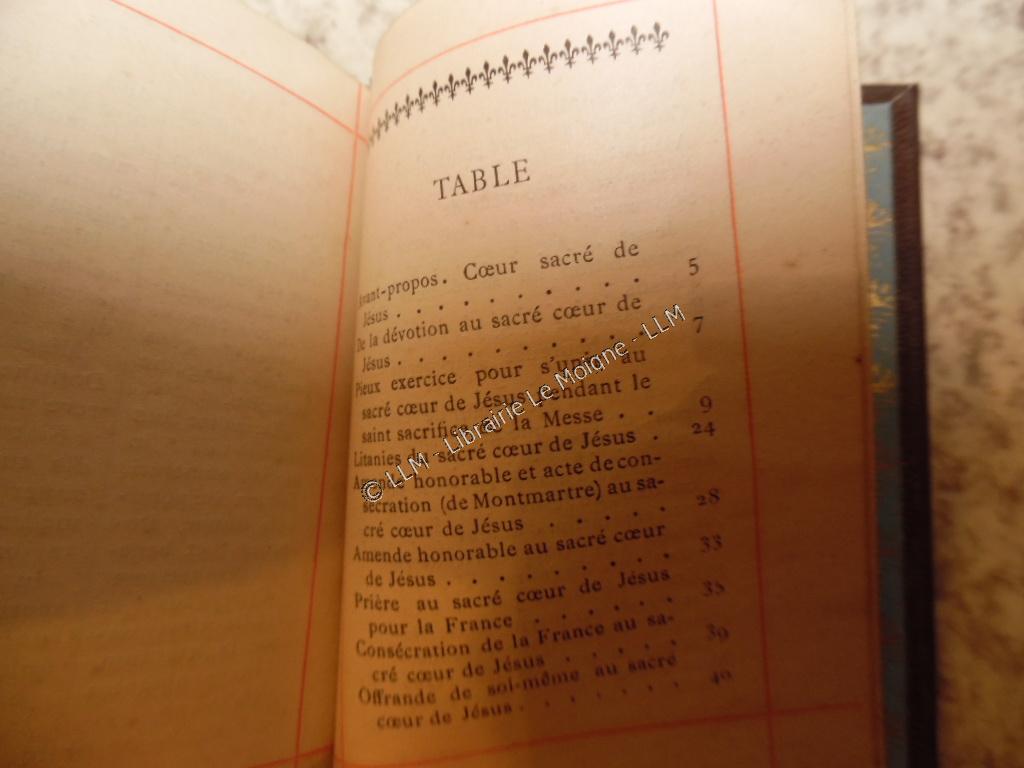 TABLE
Avant-propos. Cœur sacré de
Jésus . . . . . . . . . . 5
De la dévotion au sacré cœur de
Jésus . . . . . . . . . . 7
Pieux exercice pour s'unir au
sacré cœur de Jésus pendant le
saint sacrifice de la Messe . . 9
Litanies du sacré cœur de Jésus . 24
Amende honorable et acte de con-
sécration (de Montmartre) au sa-
cré cœur de Jésus . . . . . 28
Amende honorable au sacré cœur
de Jésus . . . . . . . . . 33
Prière au sacré cœur de Jésus
pour la France . . . . . . 35
Consécration de la France au sa-
cré cœur de Jésus . . . . . 39
Offrande de soi-même au sacré
cœur de Jésus . . . . . . . 40
© LLM - Librairie Le Moigne - LLM